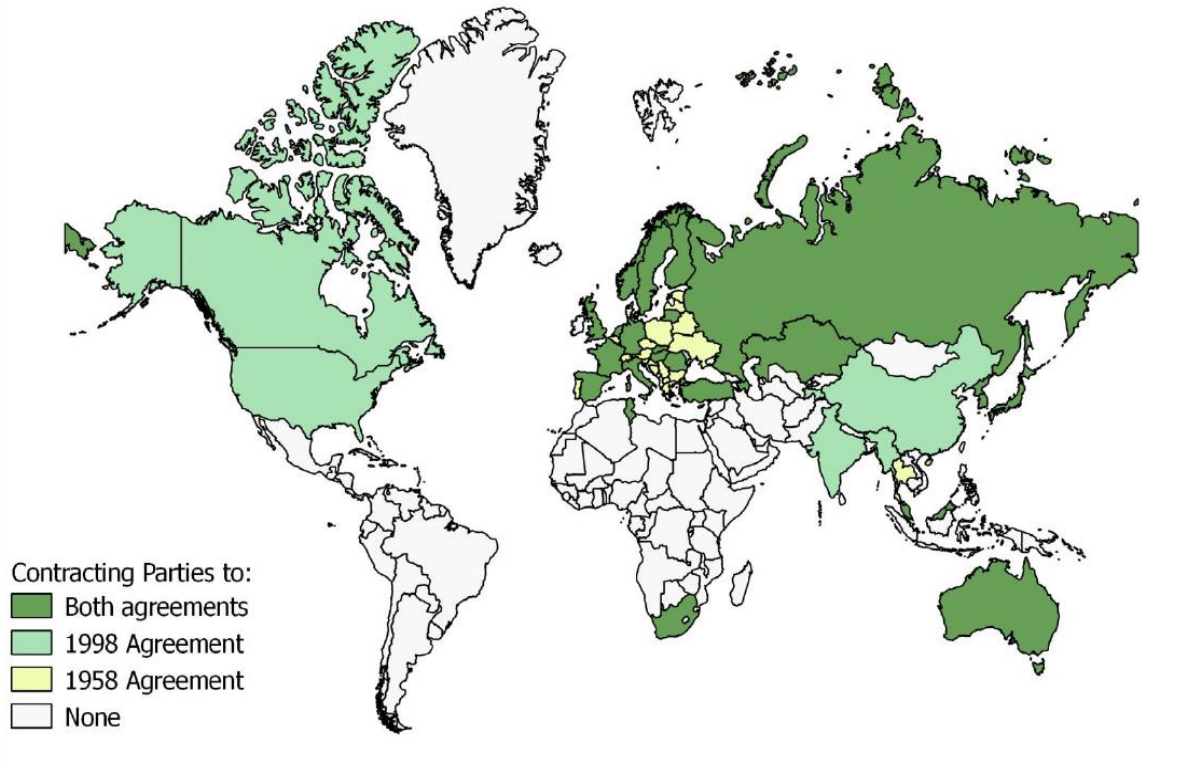 Contracting Parties to:
Both agreements
1998 Agreement
1958 Agreement
None